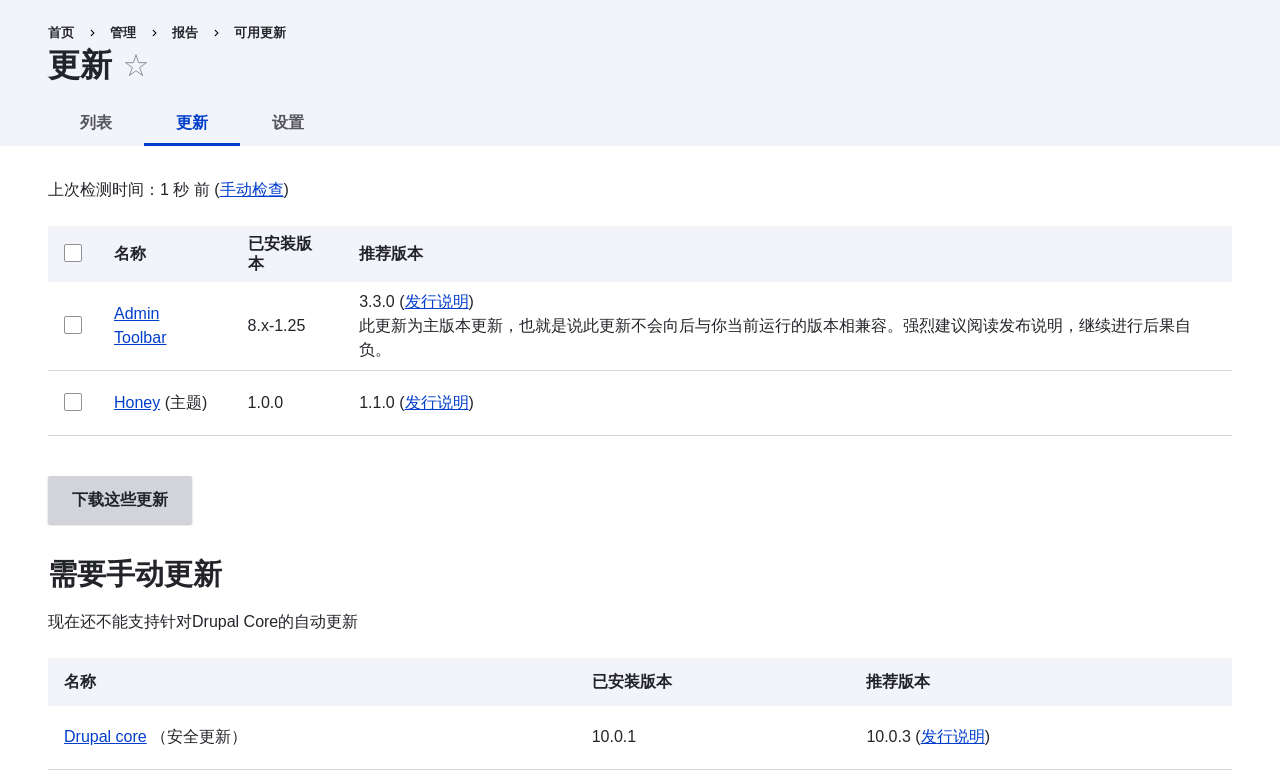 首页 › 管理 › 报告 › 可用更新
更新 ☆
列表 更新 设置
上次检测时间：1 秒 前 (手动检查)
名称 已安装版本 推荐版本
Admin Toolbar 8.x-1.25 3.3.0 (发行说明)
此更新为主版本更新，也就是说此更新不会向后与你当前运行的版本相兼容。强烈建议阅读发布说明，继续进行后果自
负。
Honey (主题) 1.0.0 1.1.0 (发行说明)
下载这些更新
需要手动更新
现在还不能支持针对Drupal Core的自动更新
名称 已安装版本 推荐版本
Drupal core （安全更新） 10.0.1 10.0.3 (发行说明)